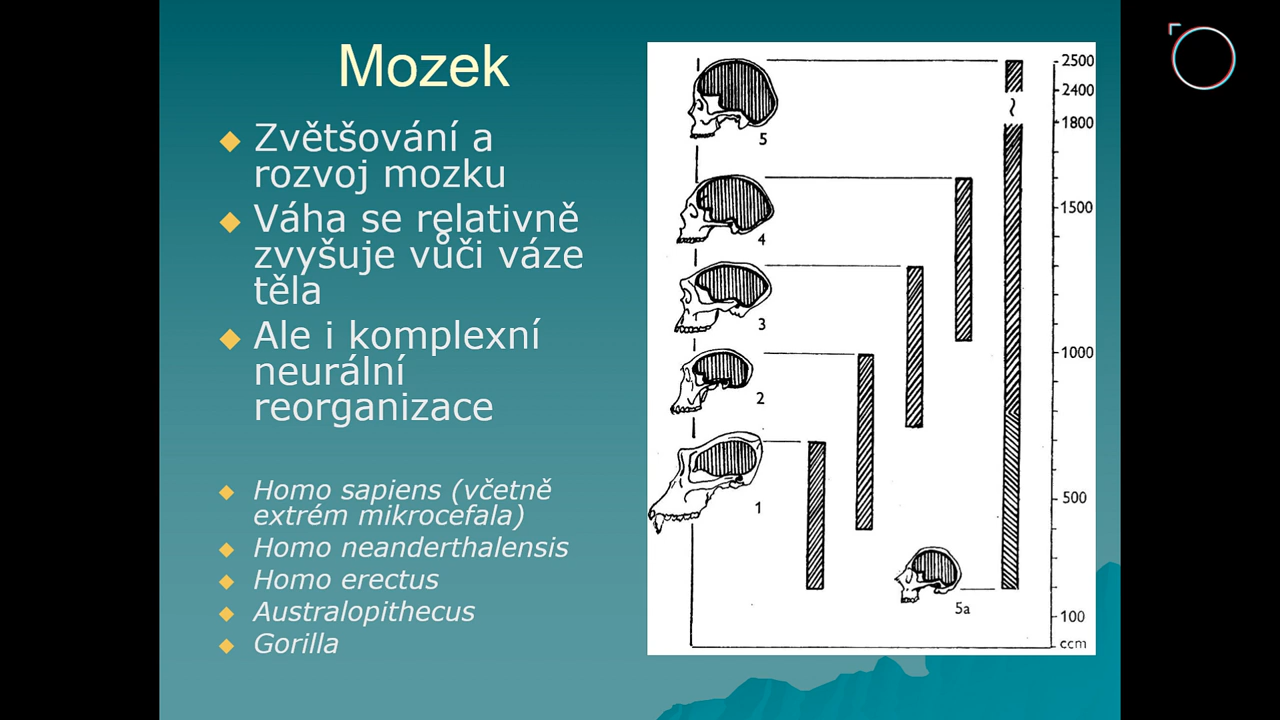 Mozek
Zvětšování a
rozvoj mozku
Váha se relativně
zvyšuje vůči váze
těla
Ale i komplexní
neurální
reorganizace
Homo sapiens (včetně
extrém mikrocefala)
Homo neanderthalensis
Homo erectus
Australopithecus
Gorilla
5
4
3
2
1
5a
2500
2400
1800
1500
1000
500
100
ccm